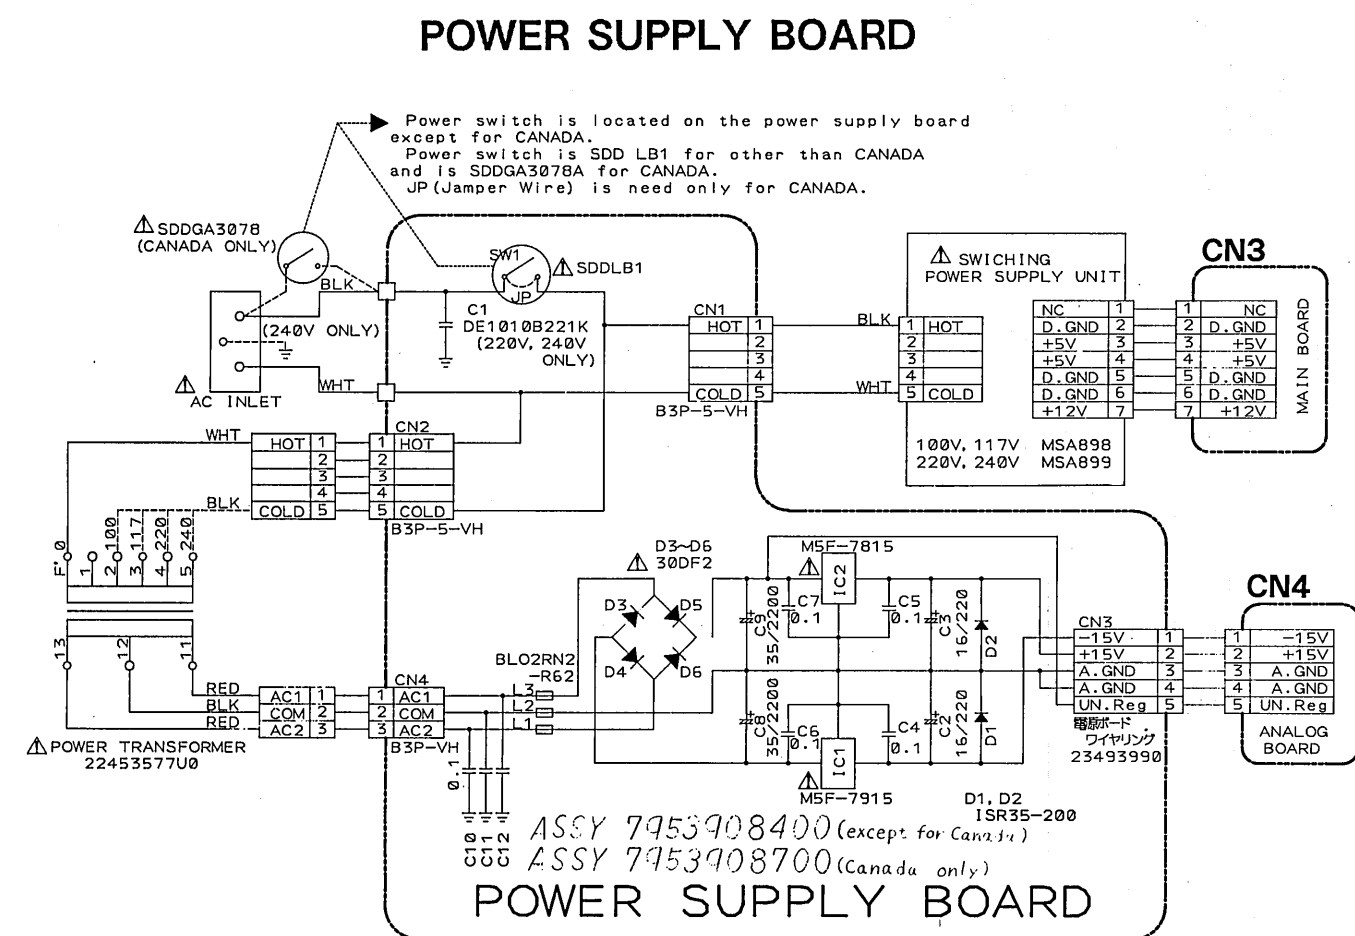 POWER SUPPLY BOARD
Power switch is located on the power supply board
except for CANADA.
Power switch is SDD LB1 for other than CANADA
and is SDDGA3078A for CANADA.
JP(Jamper Wire) is need only for CANADA.
SDDGA3078
(CANADA ONLY)
SW1
JP
SDDLB1
BLK
(240V ONLY)
WHT
AC INLET
C1
DE1010B221K
(220V, 240V
ONLY)
CN1
HOT 1
2
3
4
COLD 5
B3P-5-VH
BLK
WHT
SWICHING
POWER SUPPLY UNIT
1 HOT
2
3
4
5 COLD
NC 1
D.GND 2
+5V 3
+5V 4
D.GND 5
D.GND 6
+12V 7
100V, 117V MSA898
220V, 240V MSA899
CN3
1 NC
2 D.GND
3 +5V
4 +5V
5 D.GND
6 D.GND
7 +12V
MAIN BOARD
WHT
BLK
HOT 1
2
3
4
COLD 5
CN2
1 HOT
2
3
4
5 COLD
B3P-5-VH
F'0
1
2 100
3 117
4 220
5 240
13
12
11
RED
BLK
RED
POWER TRANSFORMER
22453577U0
AC1 1
COM 2
AC2 3
CN4
1 AC1
2 COM
3 AC2
B3P-VH
0.1
C10
C11
C12
BLO2RN2
-R62
L3
L2
L1
D3~D6
30DF2
D3
D5
D4
D6
M5F-7815
IC2
C9
35/2200
C7
0.1
C5
0.1
C3
16/220
D2
C8
35/2200
C6
0.1
C4
0.1
C2
16/220
D1
IC1
M5F-7915
D1, D2
ISR35-200
CN3
-15V 1
+15V 2
A.GND 3
A.GND 4
UN.Reg 5
電源ボード
ワイヤリング
23493990
CN4
1 -15V
2 +15V
3 A.GND
4 A.GND
5 UN.Reg
ANALOG
BOARD
ASSY 7953908400 (except for Canada)
ASSY 7953908700 (Canada only)
POWER SUPPLY BOARD